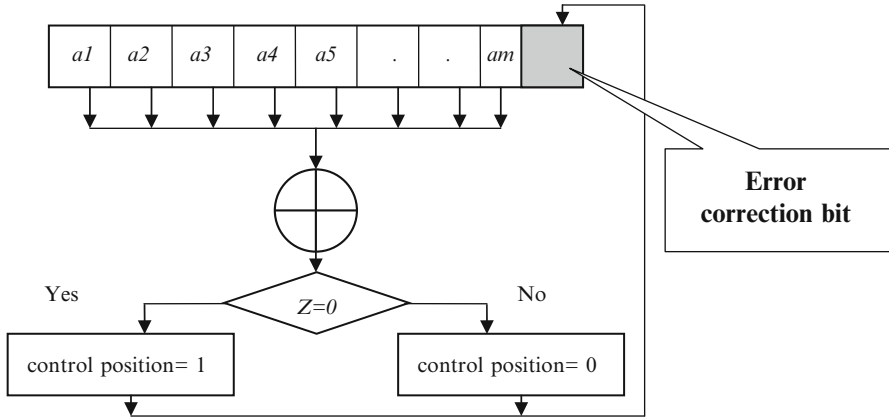 a1 a2 a3 a4 a5 . . am
Error
correction bit
Yes
No
Z=0
control position= 1
control position= 0